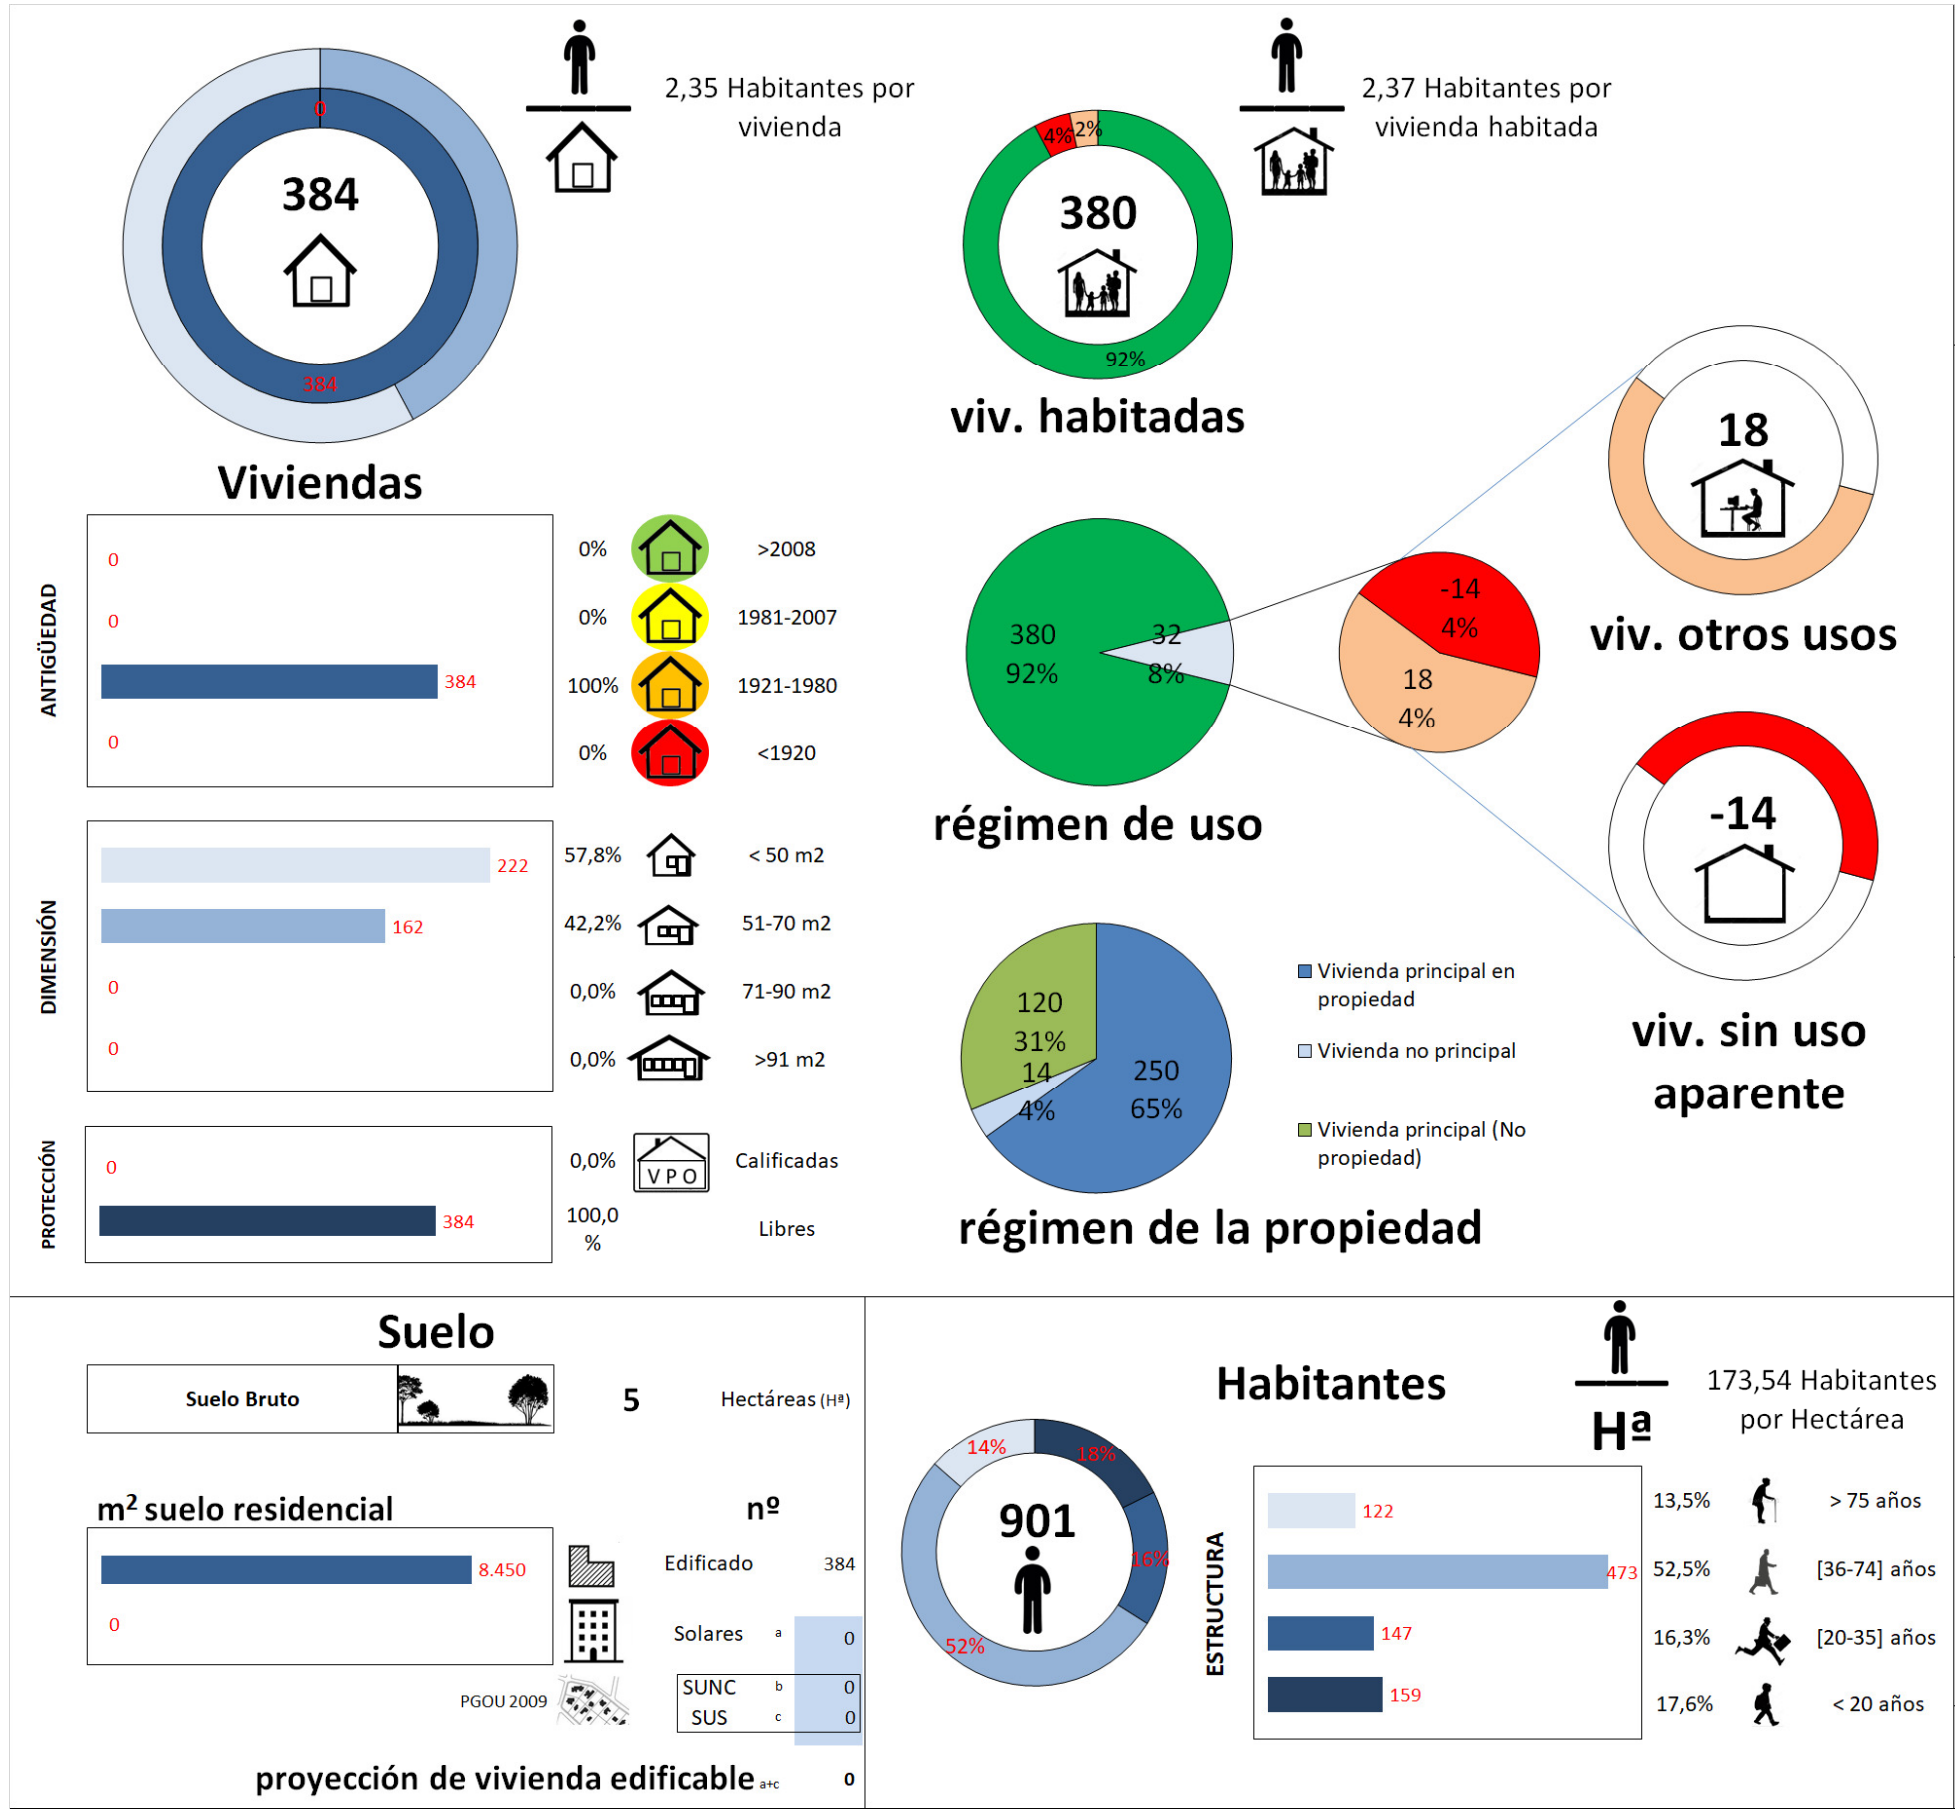 2,35 Habitantes por
vivienda
0
384
384
Viviendas
2,37 Habitantes por
vivienda habitada
4%
-2%
380
92%
viv. habitadas
ANTIGÜEDAD
0
0% >2008
0
0% 1981-2007
384
100% 1921-1980
0
0% <1920
DIMENSIÓN
222
57,8% < 50 m2
162
42,2% 51-70 m2
0
0,0% 71-90 m2
0
0,0% >91 m2
PROTECCIÓN
0
0,0% VPO Calificadas
384
100,0
%
Libres
380
92%
32
8%
-14
4%
18
4%
régimen de uso
18
viv. otros usos
-14
viv. sin uso
aparente
120
31%
14
4%
250
65%
Vivienda principal en
propiedad
Vivienda no principal
Vivienda principal (No
propiedad)
régimen de la propiedad
Suelo
Suelo Bruto 5 Hectáreas (Hª)
m2 suelo residencial nº
8.450
Edificado 384
0
Solares a 0
PGOU 2009
SUNC b 0
SUS c 0
proyección de vivienda edificable a+c 0
Habitantes
Hª
173,54 Habitantes
por Hectárea
14%
18%
901
16%
52%
ESTRUCTURA
122
13,5% > 75 años
473
52,5% [36-74] años
147
16,3% [20-35] años
159
17,6% < 20 años